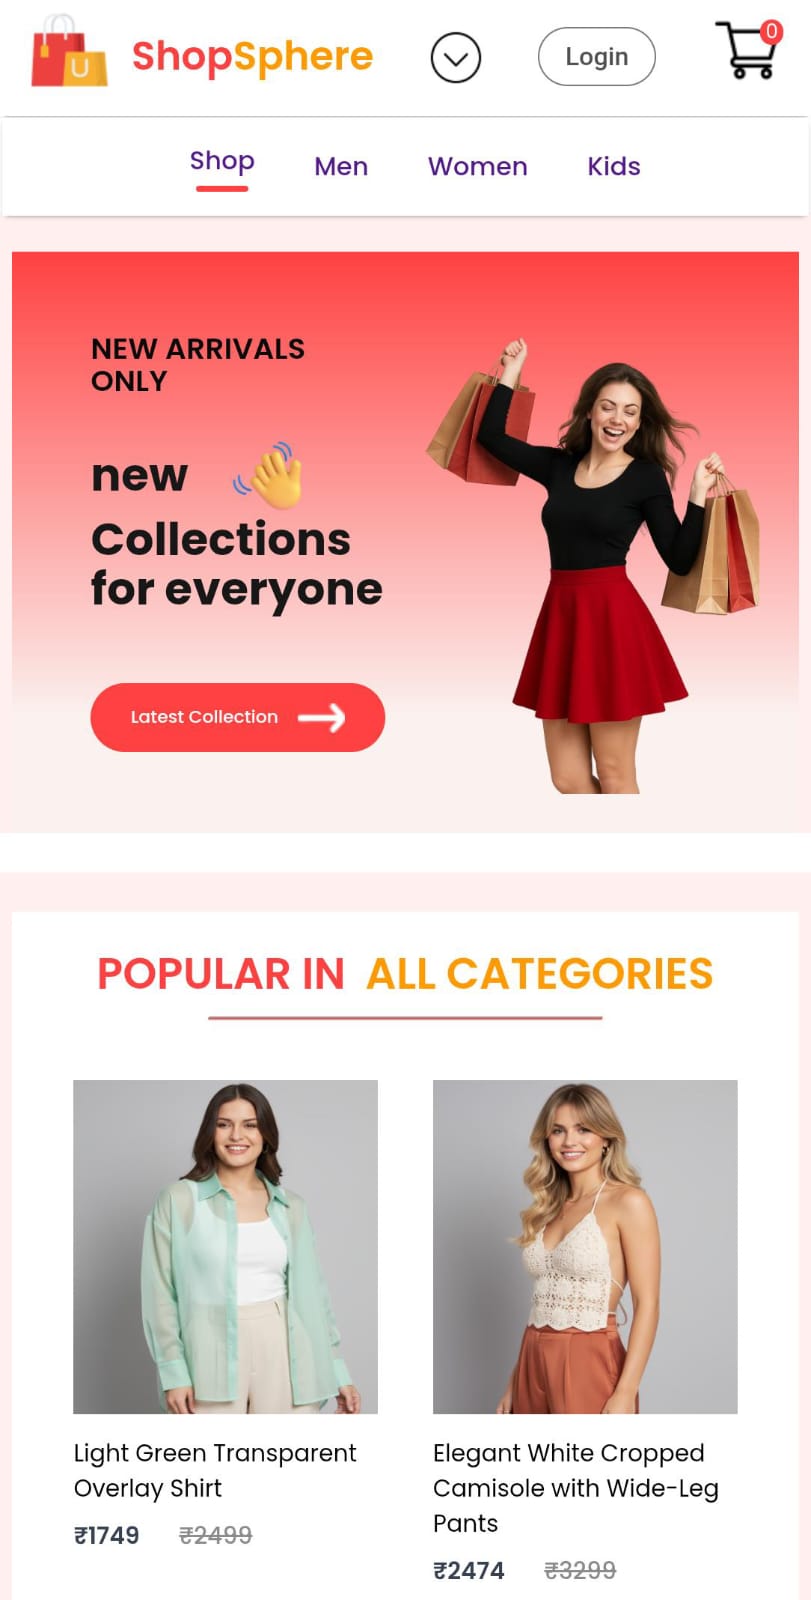 ShopSphere
Login
0
Shop Men Women Kids
NEW ARRIVALS
ONLY
new
Collections
for everyone
Latest Collection
POPULAR IN ALL CATEGORIES
Light Green Transparent
Overlay Shirt
₹1749 ₹2499
Elegant White Cropped
Camisole with Wide-Leg
Pants
₹2474 ₹3299